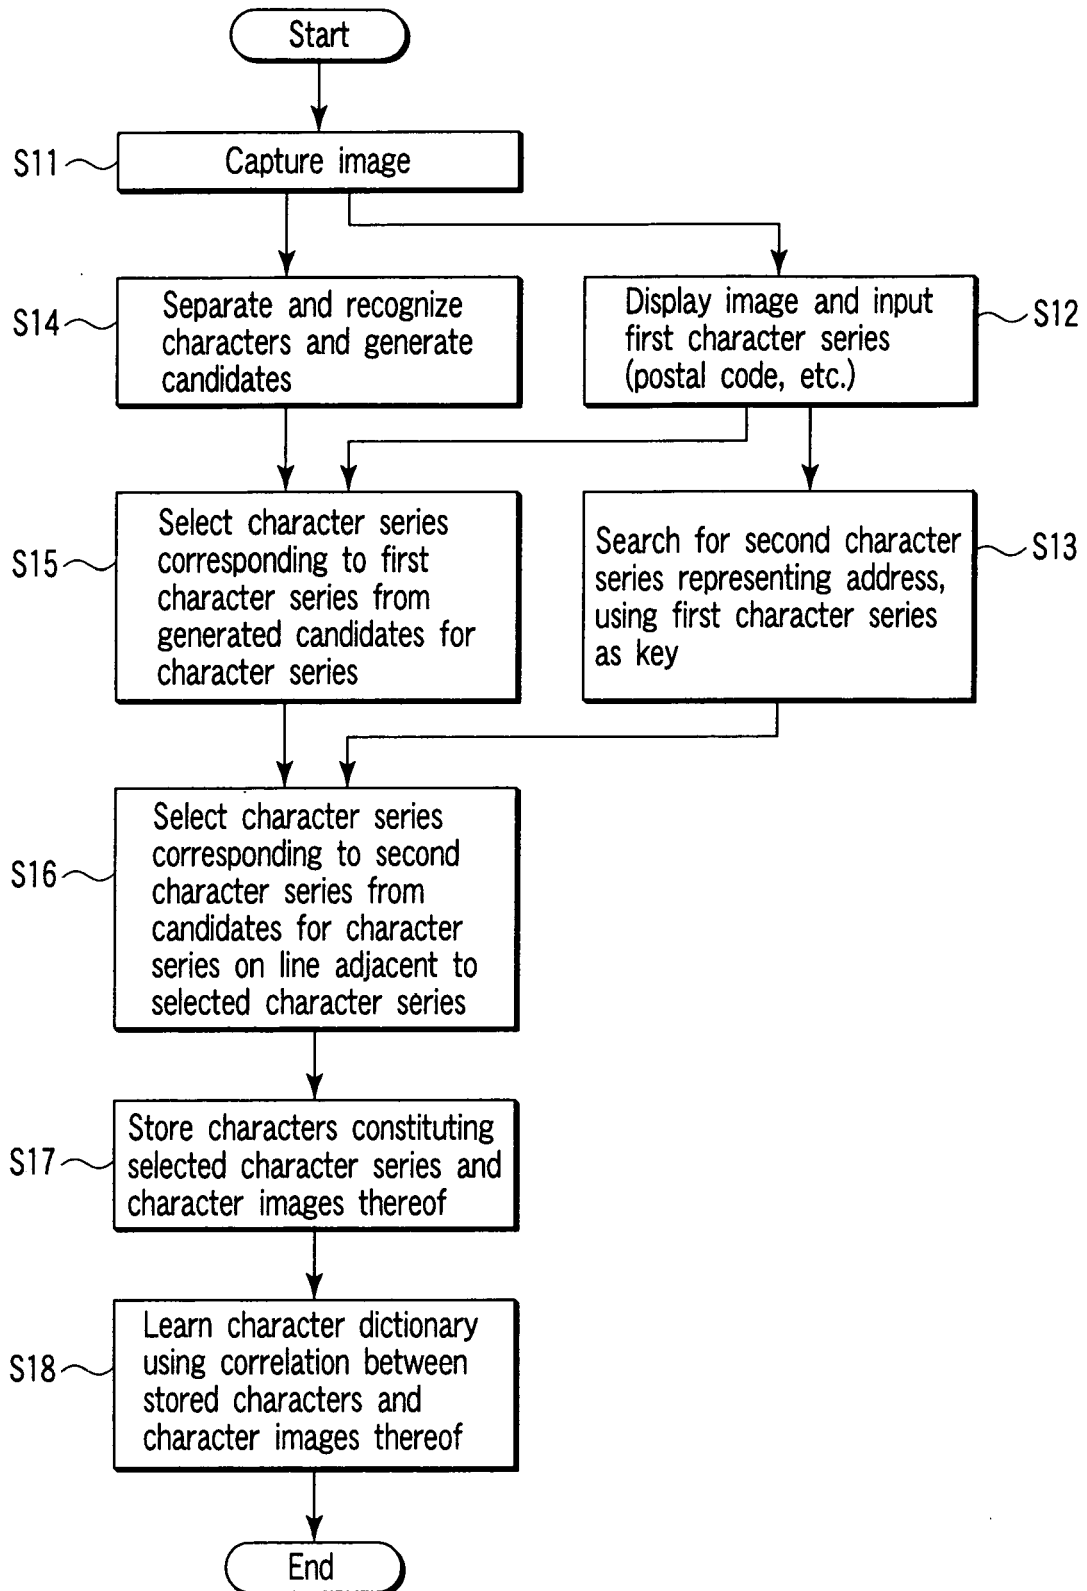 Start
S11
Capture image
S14
Separate and recognize
characters and generate
candidates
Display image and input
first character series
(postal code, etc.)
S12
S15
Select character series
corresponding to first
character series from
generated candidates for
character series
Search for second character
series representing address,
using first character series
as key
S13
S16
Select character series
corresponding to second
character series from
candidates for character
series on line adjacent to
selected character series
S17
Store characters constituting
selected character series and
character images thereof
S18
Learn character dictionary
using correlation between
stored characters and
character images thereof
End